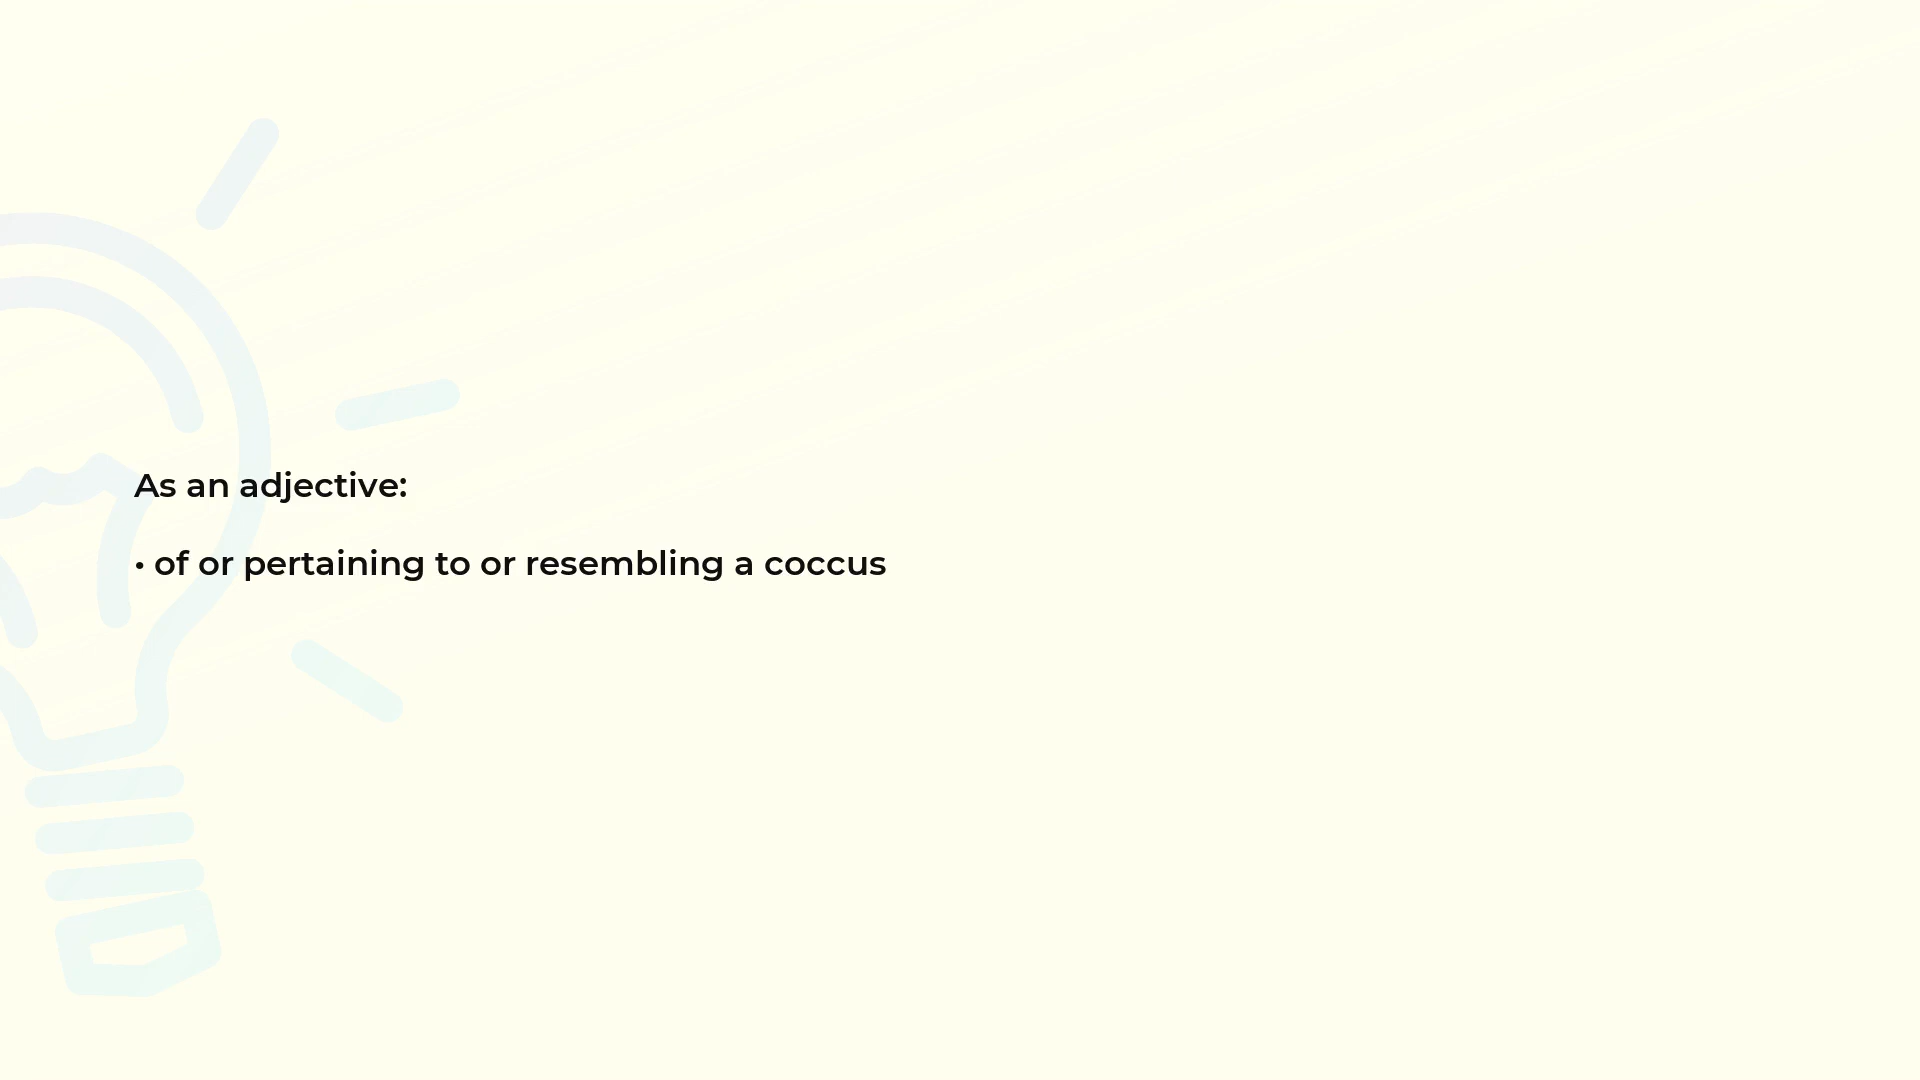 As an adjective:
• of or pertaining to or resembling a coccus